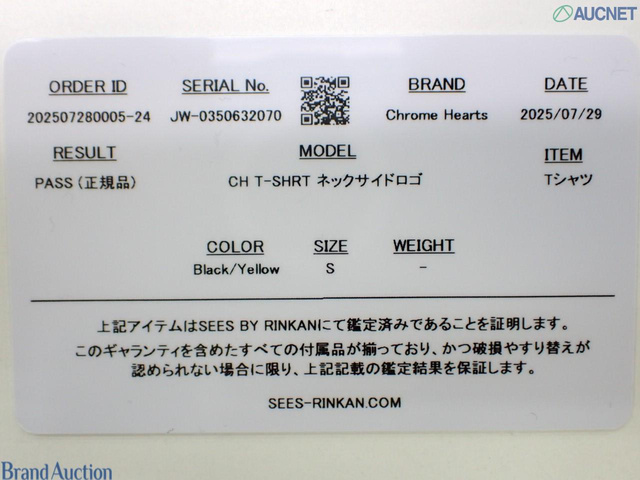 AUCNET
ORDER ID SERIAL No. BRAND DATE
202507280005-24 JW-0350632070 Chrome Hearts 2025/07/29
RESULT MODEL ITEM
PASS (正規品) CH T-SHRT ネックサイドロゴ Tシャツ
COLOR SIZE WEIGHT
Black/Yellow S -
上記アイテムはSEES BY RINKANにて鑑定済みであることを証明します。
このギャランティを含めたすべての付属品が揃っており、かつ破損やすり替えが
認められない場合に限り、上記記載の鑑定結果を保証します。
SEES-RINKAN.COM
Brand Auction